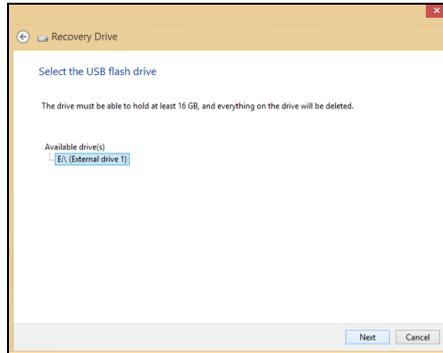 Recovery Drive
Select the USB flash drive
The drive must be able to hold at least 16 GB, and everything on the drive will be deleted.
Available drive(s)
E:\ (External drive 1)
Next Cancel